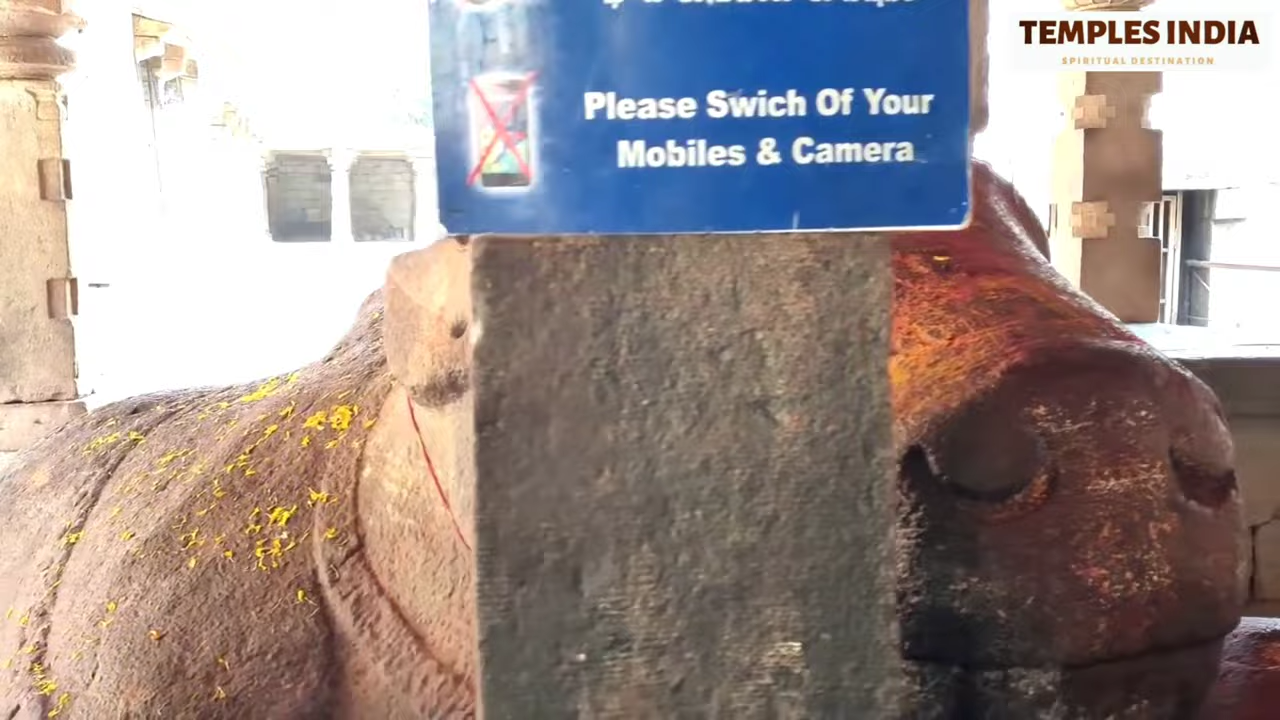 TEMPLES INDIA
SPIRITUAL DESTINATION
Please Swich Of Your
Mobiles & Camera